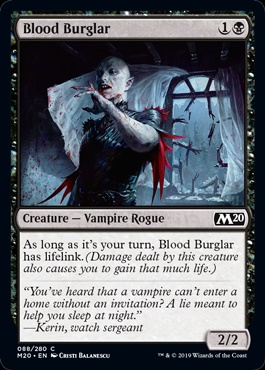 Blood Burglar 1
Creature — Vampire Rogue M20
As long as it's your turn, Blood Burglar
has lifelink. (Damage dealt by this creature
also causes you to gain that much life.)
“You've heard that a vampire can't enter a
home without an invitation? A lie meant to
help you sleep at night.”
—Kerin, watch sergeant
2/2
088/280 C
M20 • EN Cristi Balanescu
™ & © 2019 Wizards of the Coast